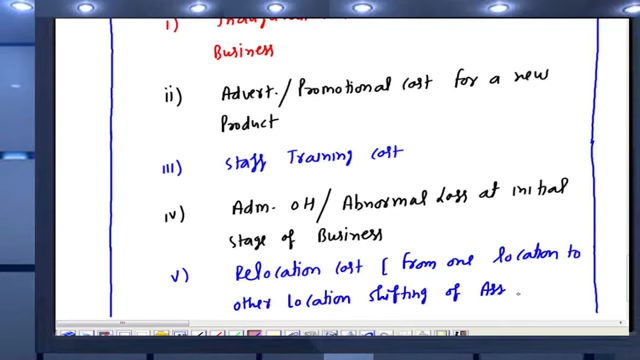 i)
Business
ii) Advert./Promotional cost for a new
Product
iii) Staff Training cost
iv) Adm. OH/Abnormal Loss at initial
stage of Business
v) Relocation cost [from one location to
other location shifting of Ass